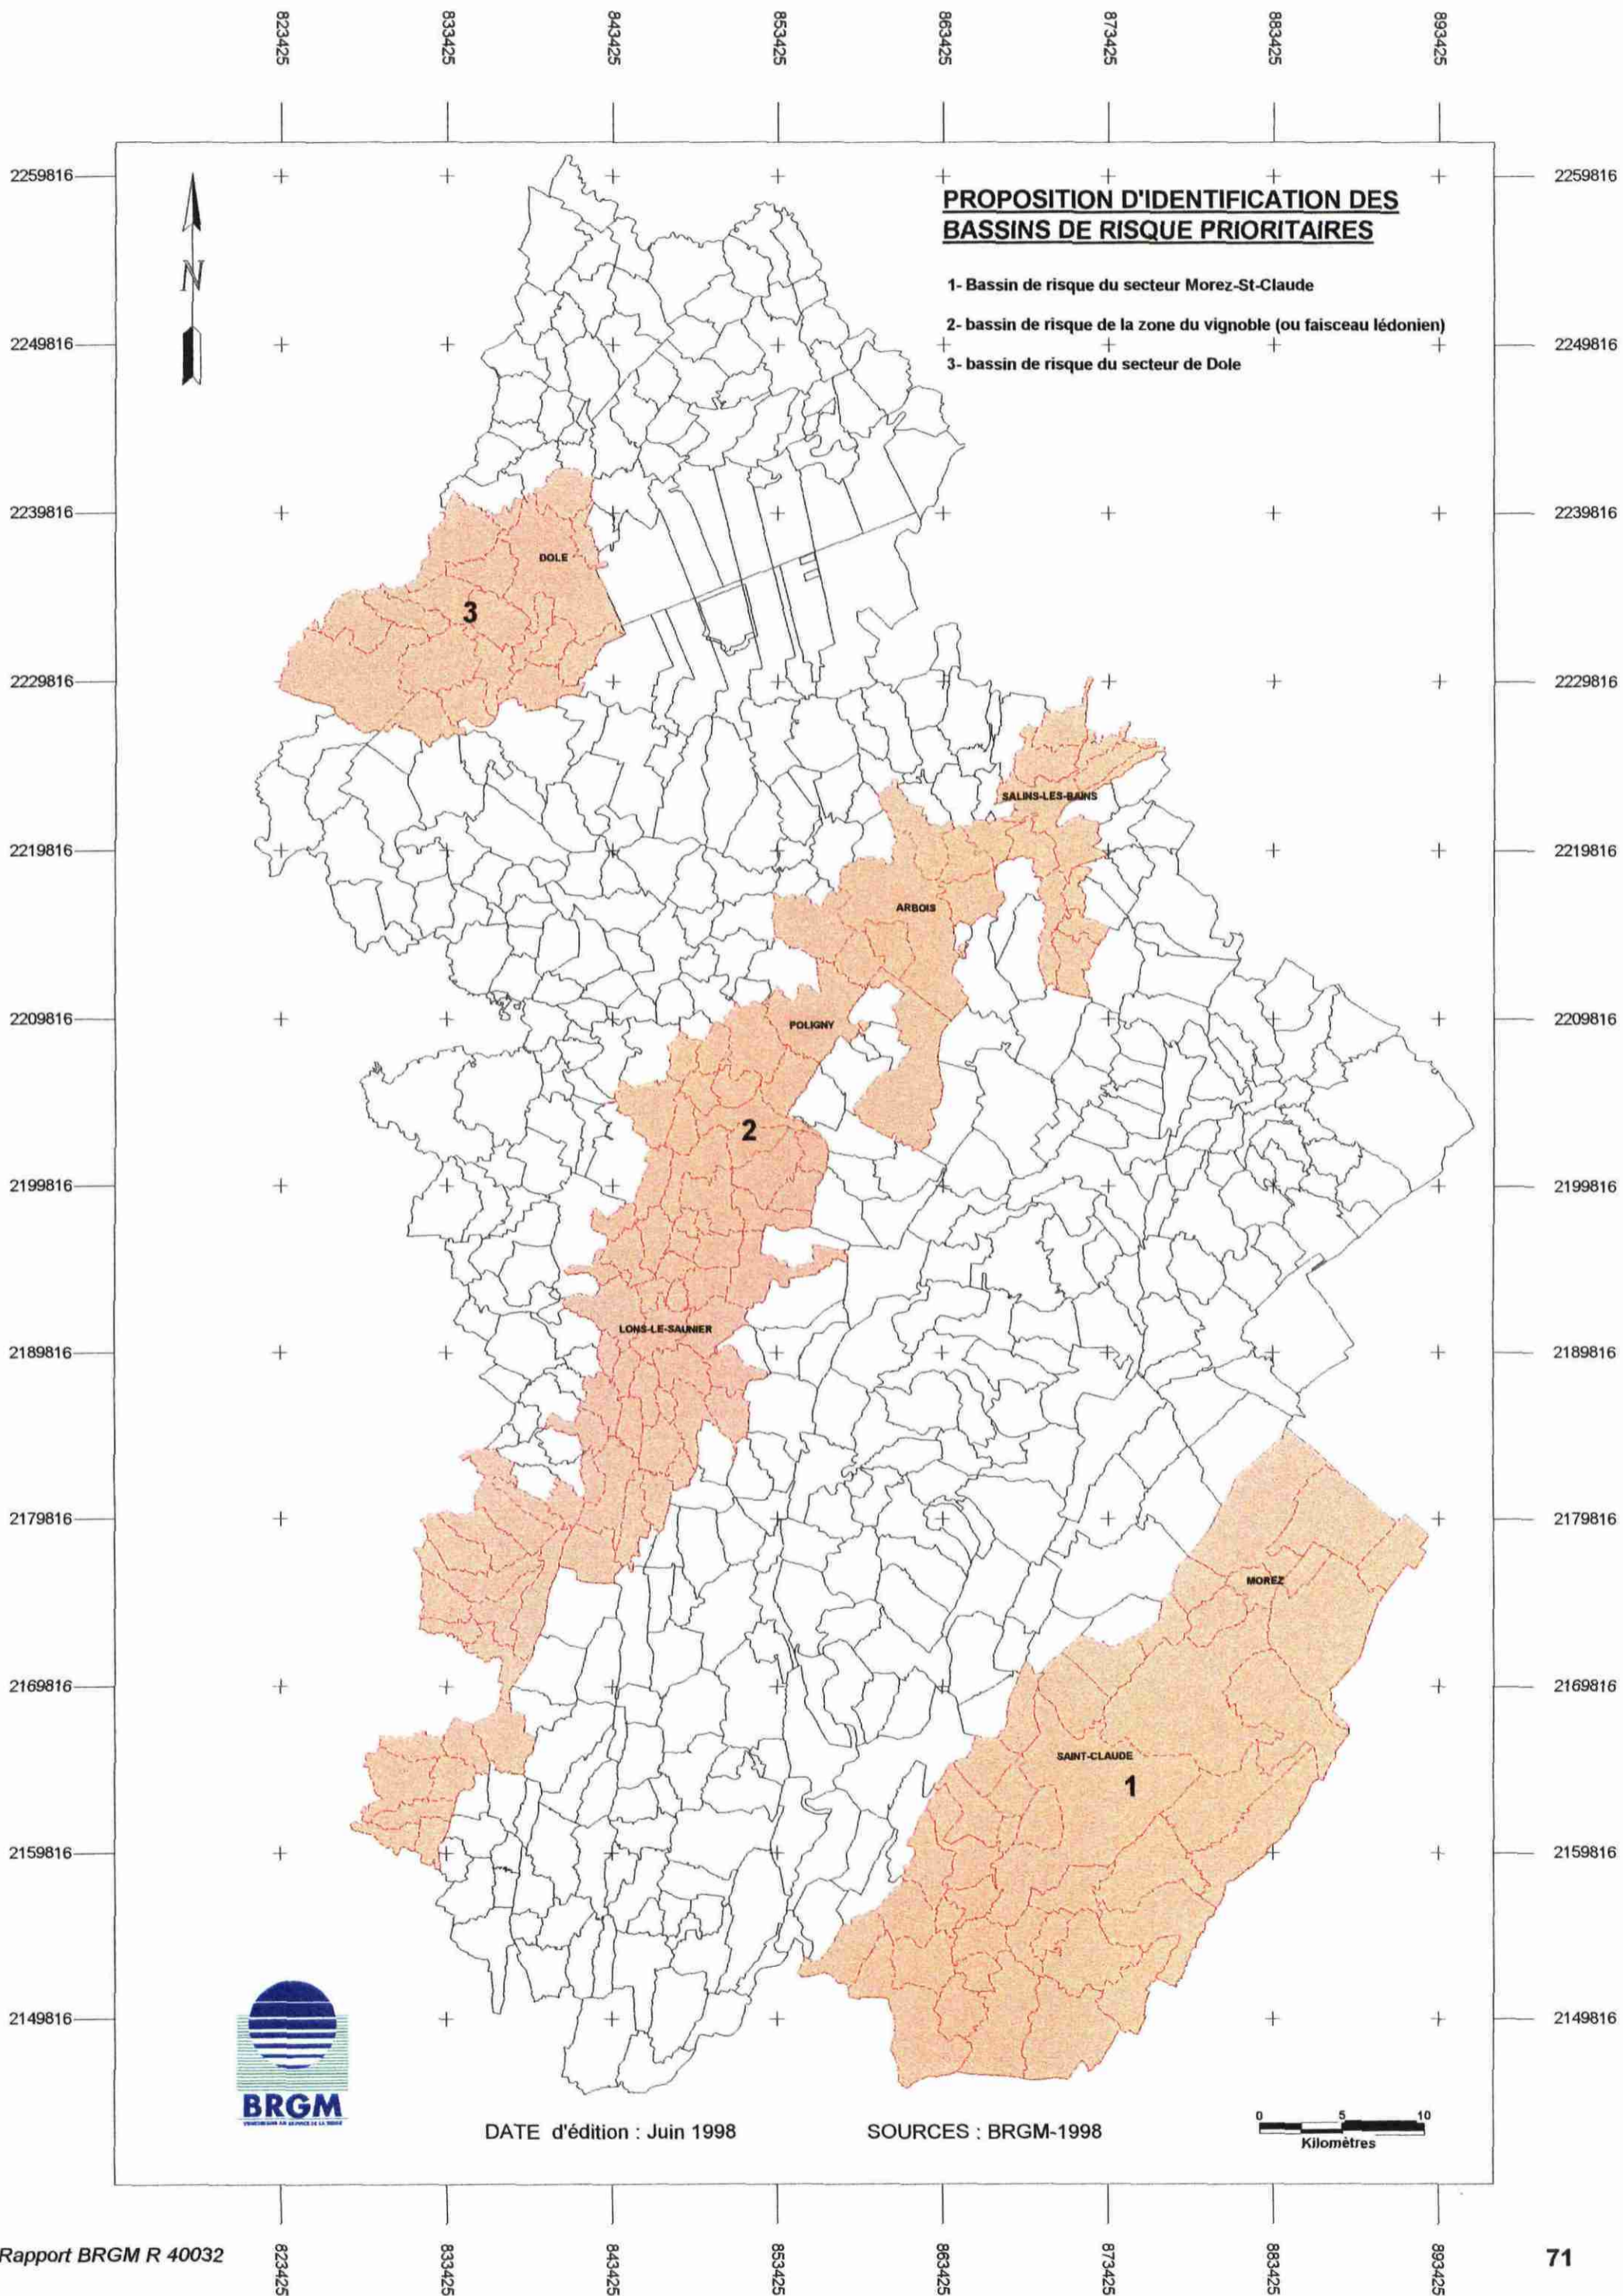 823425 833425 843425 853425 863425 873425 883425 893425
2259816 2259816
PROPOSITION D'IDENTIFICATION DES
BASSINS DE RISQUE PRIORITAIRES
N
1- Bassin de risque du secteur Morez-St-Claude
2- bassin de risque de la zone du vignoble (ou faisceau lédonien)
2249816 2249816
3- bassin de risque du secteur de Dole
2239816 2239816
DOLE
3
2229816 2229816
SALINS-LES-BAINS
2219816 2219816
ARBOIS
2209816 2209816
POLIGNY
2
2199816 2199816
LONS-LE-SAUNIER
2189816 2189816
2179816 2179816
MOREZ
2169816 2169816
SAINT-CLAUDE
1
2159816 2159816
2149816 2149816
BRGM
DATE d'édition : Juin 1998 SOURCES : BRGM-1998
0 5 10
Kilomètres
823425 833425 843425 853425 863425 873425 883425 893425
Rapport BRGM R 40032 71